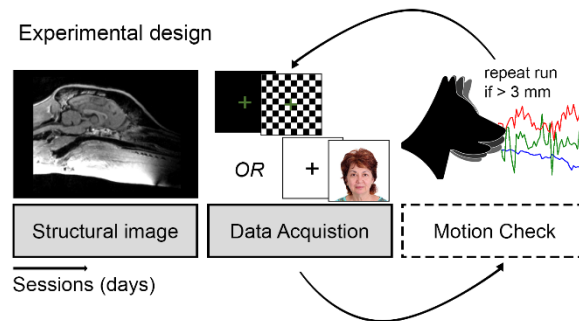 Experimental design
repeat run
if > 3 mm
OR
Structural image
Data Acquistion
Motion Check
Sessions (days)